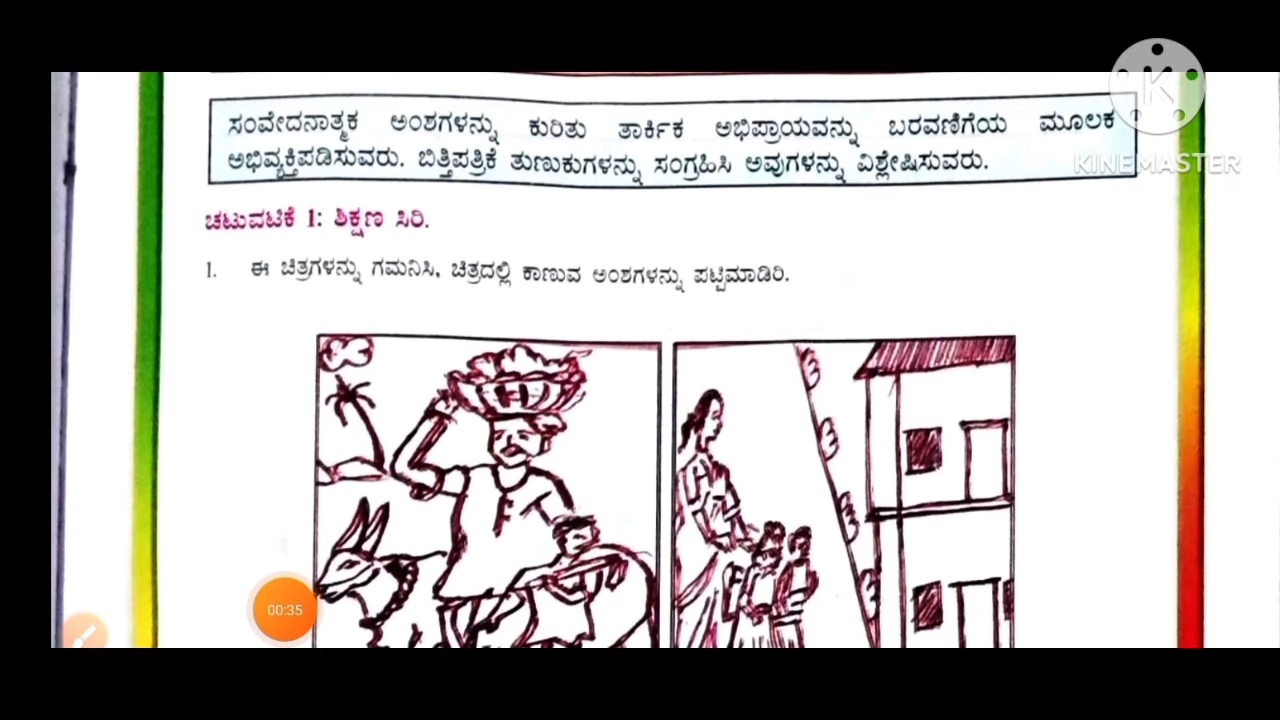 ಸಂವೇದನಾತ್ಮಕ ಅಂಶಗಳನ್ನು ಕುರಿತು ತಾರ್ಕಿಕ ಅಭಿಪ್ರಾಯವನ್ನು ಬರವಣಿಗೆಯ ಮೂಲಕ
ಅಭಿವ್ಯಕ್ತಿಪಡಿಸುವರು. ಬಿತ್ತಿಪತ್ರಿಕೆ ತುಣುಕುಗಳನ್ನು ಸಂಗ್ರಹಿಸಿ ಅವುಗಳನ್ನು ವಿಶ್ಲೇಷಿಸುವರು.
K
KINEMASTER
ಚಟುವಟಿಕೆ 1: ಶಿಕ್ಷಣ ಸಿರಿ.
1. ಈ ಚಿತ್ರಗಳನ್ನು ಗಮನಿಸಿ, ಚಿತ್ರದಲ್ಲಿ ಕಾಣುವ ಅಂಶಗಳನ್ನು ಪಟ್ಟಿಮಾಡಿರಿ.
00:35